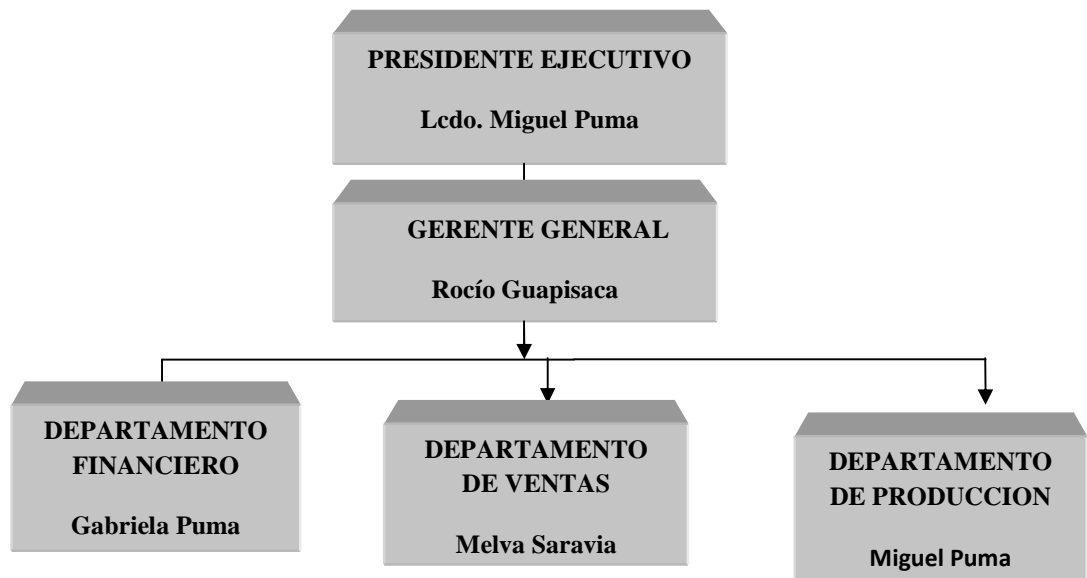 PRESIDENTE EJECUTIVO
Lcdo. Miguel Puma
GERENTE GENERAL
Rocío Guapisaca
DEPARTAMENTO
FINANCIERO
Gabriela Puma
DEPARTAMENTO
DE VENTAS
Melva Saravia
DEPARTAMENTO
DE PRODUCCION
Miguel Puma